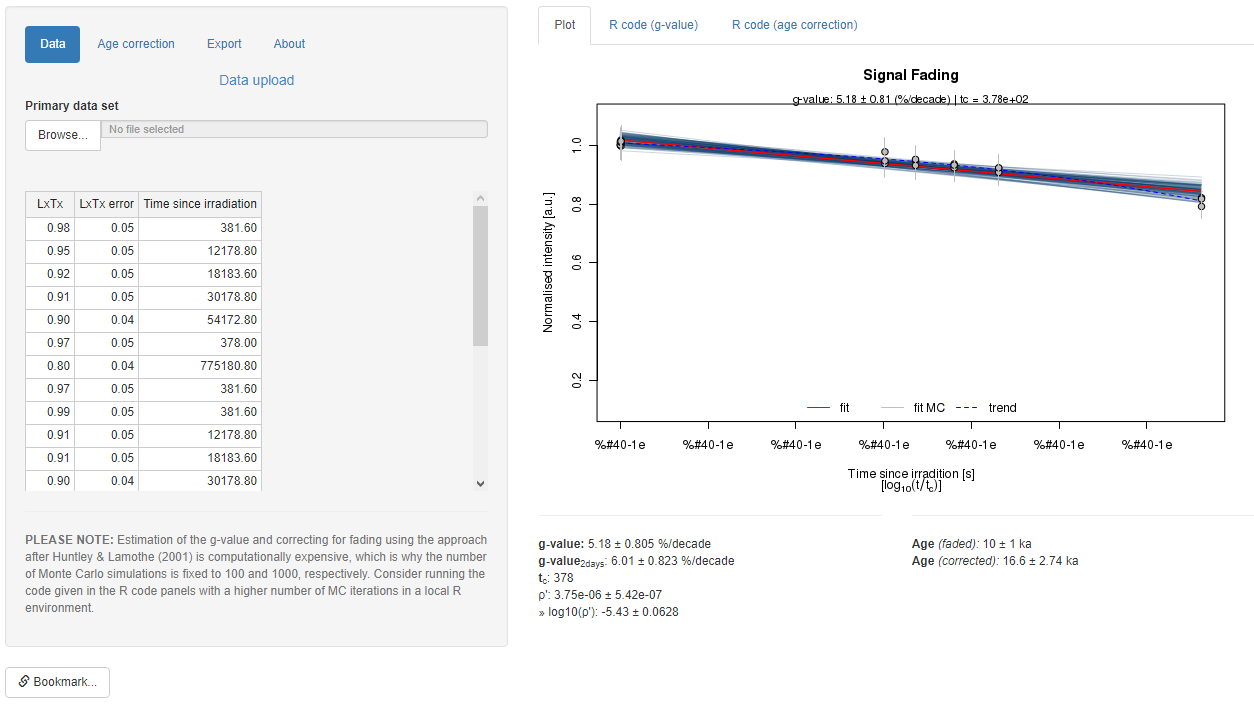 Data Age correction Export About
Data upload
Primary data set
Browse... No file selected
LxTx LxTx error Time since irradiation
0.98 0.05 381.60
0.95 0.05 12178.80
0.92 0.05 18183.60
0.91 0.05 30178.80
0.90 0.04 54172.80
0.97 0.05 378.00
0.80 0.04 775180.80
0.97 0.05 381.60
0.99 0.05 381.60
0.91 0.05 12178.80
0.91 0.05 18183.60
0.90 0.04 30178.80
PLEASE NOTE: Estimation of the g-value and correcting for fading using the approach
after Huntley & Lamothe (2001) is computationally expensive, which is why the number
of Monte Carlo simulations is fixed to 100 and 1000, respectively. Consider running the
code given in the R code panels with a higher number of MC iterations in a local R
environment.
Bookmark...
Plot R code (g-value) R code (age correction)
Signal Fading
g-value: 5.18 ± 0.81 (%/decade) | tc = 3.78e+02
Normalised intensity [a.u.]
1.0
0.8
0.6
0.4
0.2
fit fit MC trend
%#40-1e %#40-1e %#40-1e %#40-1e %#40-1e %#40-1e %#40-1e
Time since irradition [s]
[log10(t/tc)]
g-value: 5.18 ± 0.805 %/decade
g-value2days: 6.01 ± 0.823 %/decade
tc: 378
ρ': 3.75e-06 ± 5.42e-07
» log10(ρ'): -5.43 ± 0.0628
Age (faded): 10 ± 1 ka
Age (corrected): 16.6 ± 2.74 ka